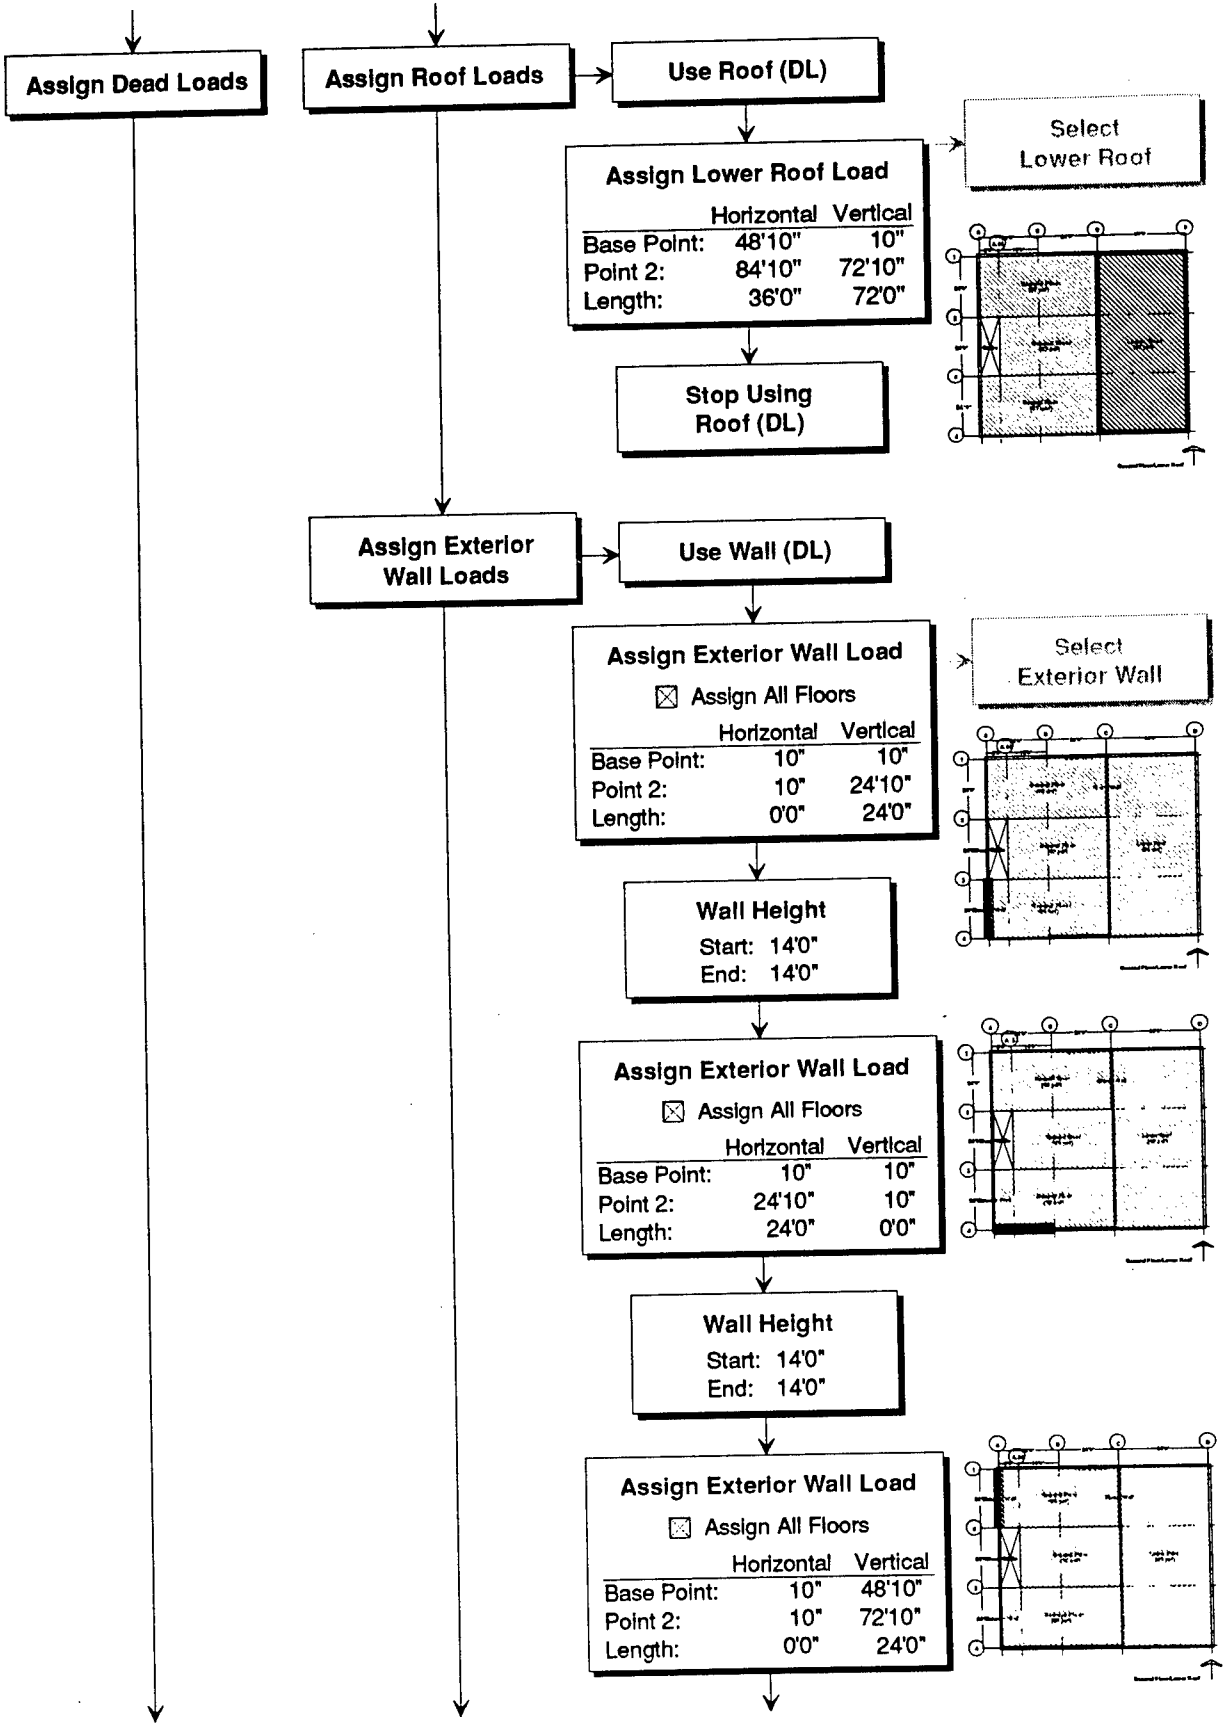 Assign Dead Loads
Assign Roof Loads
Use Roof (DL)
Select
Lower Roof
Assign Lower Roof Load
Horizontal Vertical
Base Point: 48'10" 10"
Point 2: 84'10" 72'10"
Length: 36'0" 72'0"
Stop Using
Roof (DL)
Assign Exterior
Wall Loads
Use Wall (DL)
Select
Exterior Wall
Assign Exterior Wall Load
Assign All Floors
Horizontal Vertical
Base Point: 10" 10"
Point 2: 10" 24'10"
Length: 0'0" 24'0"
Wall Height
Start: 14'0"
End: 14'0"
Assign Exterior Wall Load
Assign All Floors
Horizontal Vertical
Base Point: 10" 10"
Point 2: 24'10" 10"
Length: 24'0" 0'0"
Wall Height
Start: 14'0"
End: 14'0"
Assign Exterior Wall Load
Assign All Floors
Horizontal Vertical
Base Point: 10" 48'10"
Point 2: 10" 72'10"
Length: 0'0" 24'0"